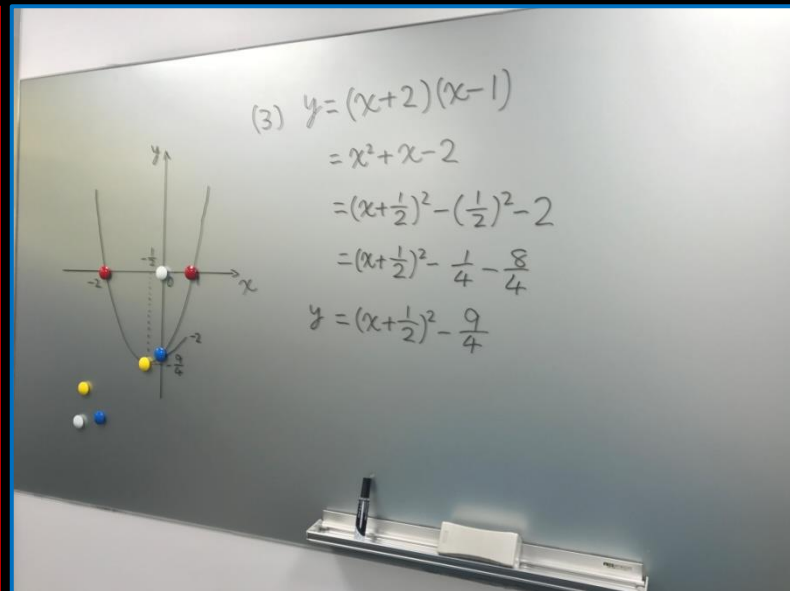 (3) y=(x+2)(x-1)
=x²+x-2
=(x+1/2)²-(1/2)²-2
=(x+1/2)²-1/4-8/4
y=(x+1/2)²-9/4
y
-1/2
-2
0
x
-2
-9/4